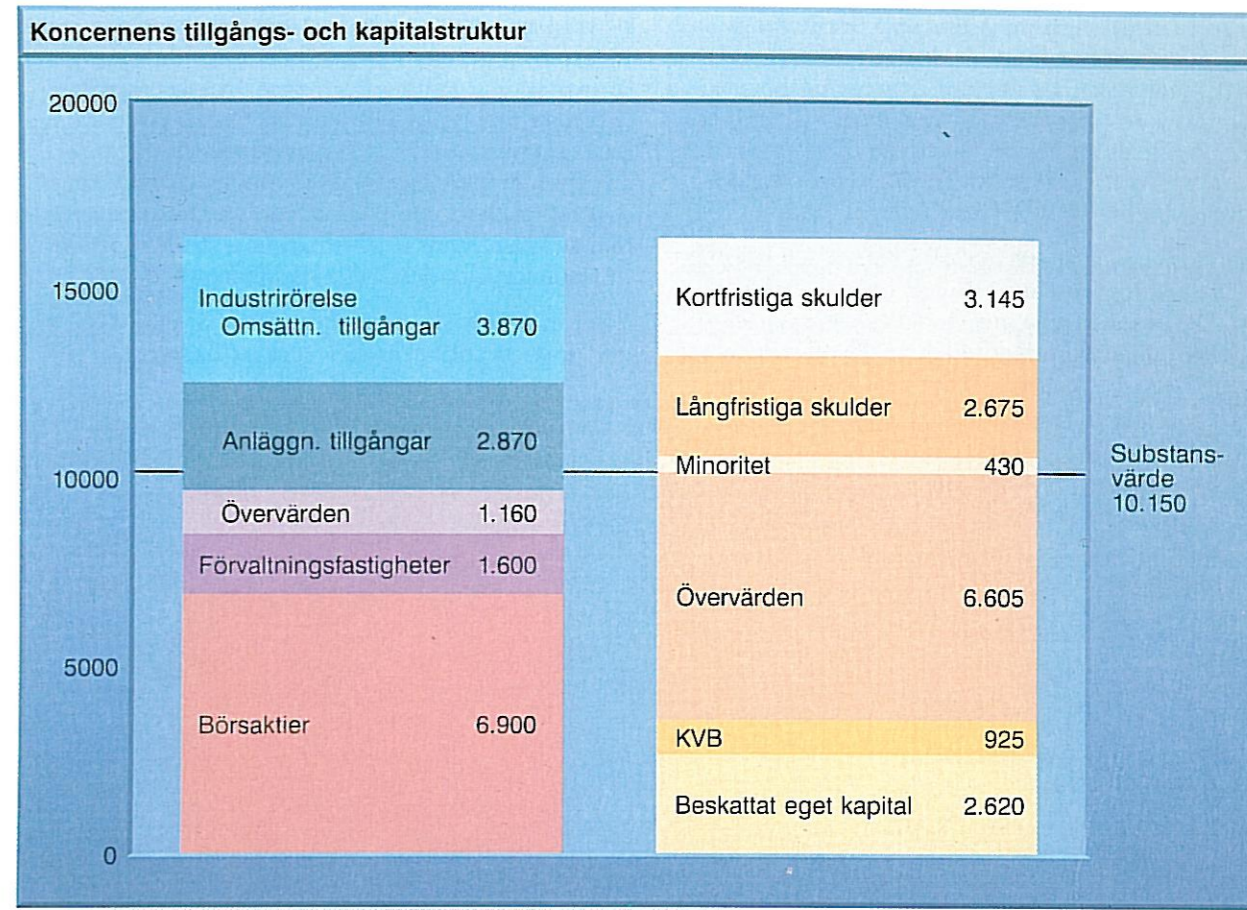 Koncernens tillgångs- och kapitalstruktur
20000
15000
10000
5000
0
Industrirörelse
Omsättn. tillgångar 3.870
Anläggn. tillgångar 2.870
Övervärden 1.160
Förvaltningsfastigheter 1.600
Börsaktier 6.900
Kortfristiga skulder 3.145
Långfristiga skulder 2.675
Minoritet 430
Övervärden 6.605
KVB 925
Beskattat eget kapital 2.620
Substans-
värde
10.150